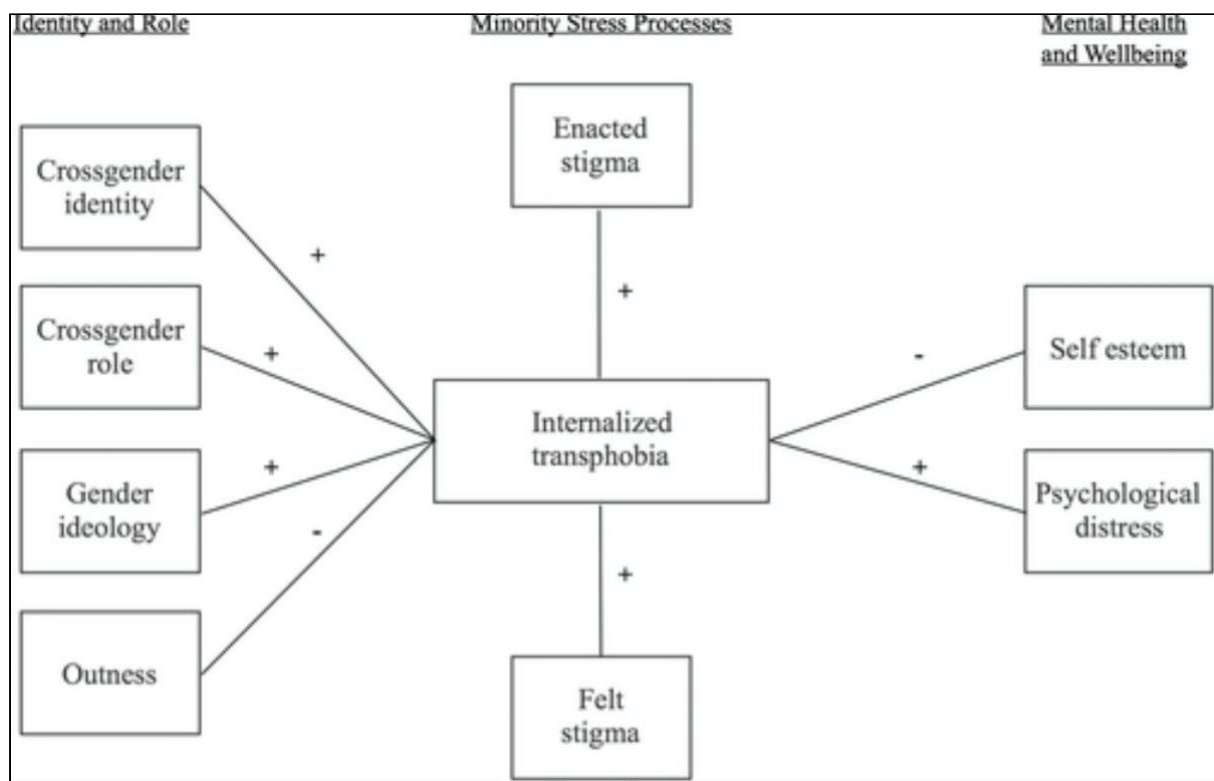 Identity and Role
Minority Stress Processes
Mental Health
and Wellbeing
Crossgender
identity
Crossgender
role
Gender
ideology
Outness
+
+
+
-
Enacted
stigma
+
Internalized
transphobia
+
Felt
stigma
-
+
Self esteem
Psychological
distress